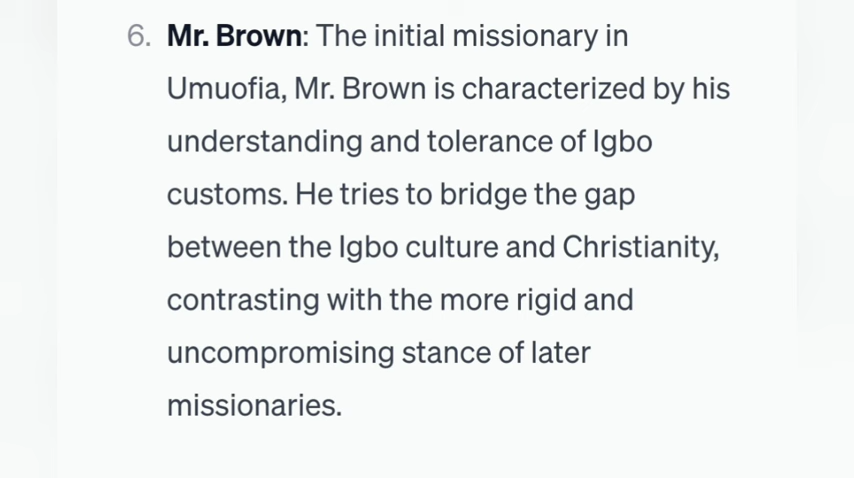 6. Mr. Brown: The initial missionary in
Umuofia, Mr. Brown is characterized by his
understanding and tolerance of Igbo
customs. He tries to bridge the gap
between the Igbo culture and Christianity,
contrasting with the more rigid and
uncompromising stance of later
missionaries.